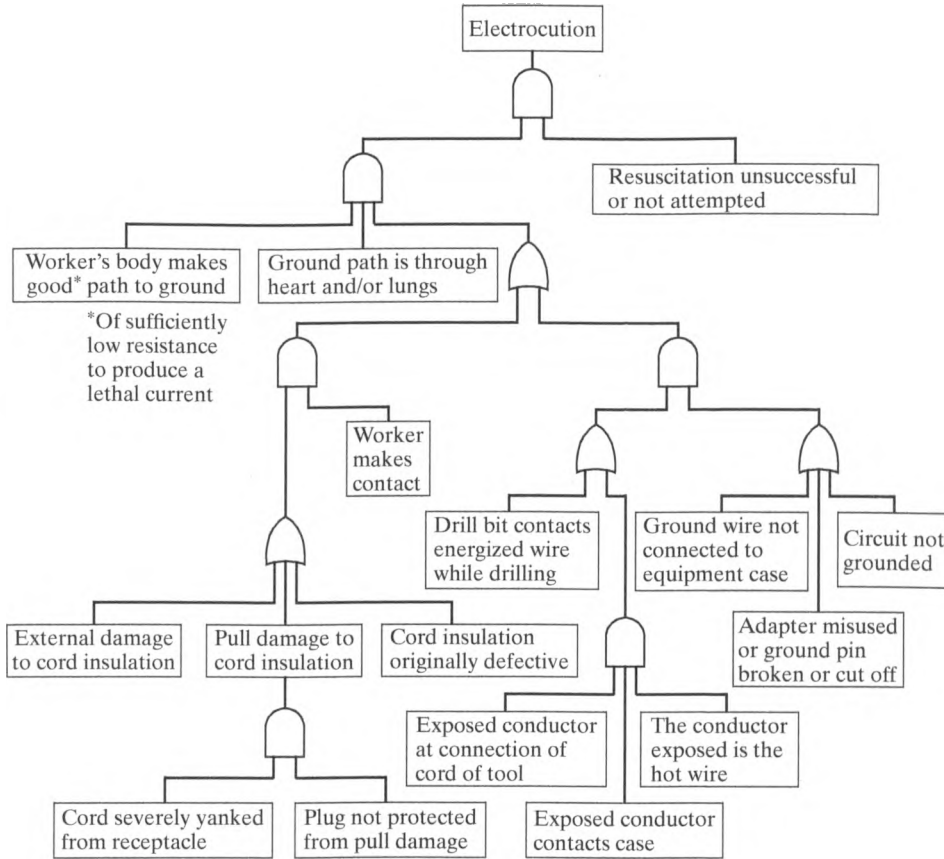 Electrocution
Resuscitation unsuccessful
or not attempted
Worker's body makes
good* path to ground
Ground path is through
heart and/or lungs
*Of sufficiently
low resistance
to produce a
lethal current
Worker
makes
contact
Drill bit contacts
energized wire
while drilling
Ground wire not
connected to
equipment case
Circuit not
grounded
External damage
to cord insulation
Pull damage to
cord insulation
Cord insulation
originally defective
Adapter misused
or ground pin
broken or cut off
Exposed conductor
at connection of
cord of tool
The conductor
exposed is the
hot wire
Cord severely yanked
from receptacle
Plug not protected
from pull damage
Exposed conductor
contacts case